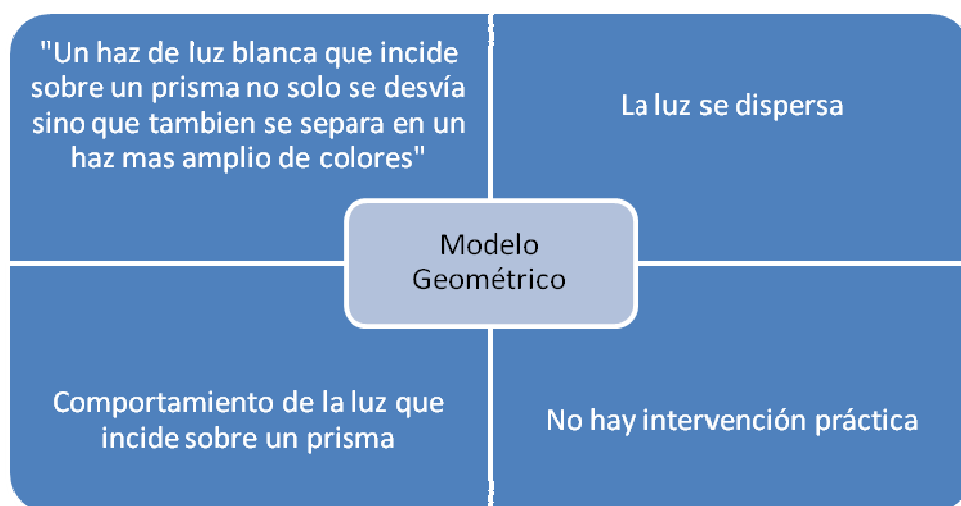 "Un haz de luz blanca que incide
sobre un prisma no solo se desvía
sino que tambien se separa en un
haz mas amplio de colores"
La luz se dispersa
Modelo
Geométrico
Comportamiento de la luz que
incide sobre un prisma
No hay intervención práctica